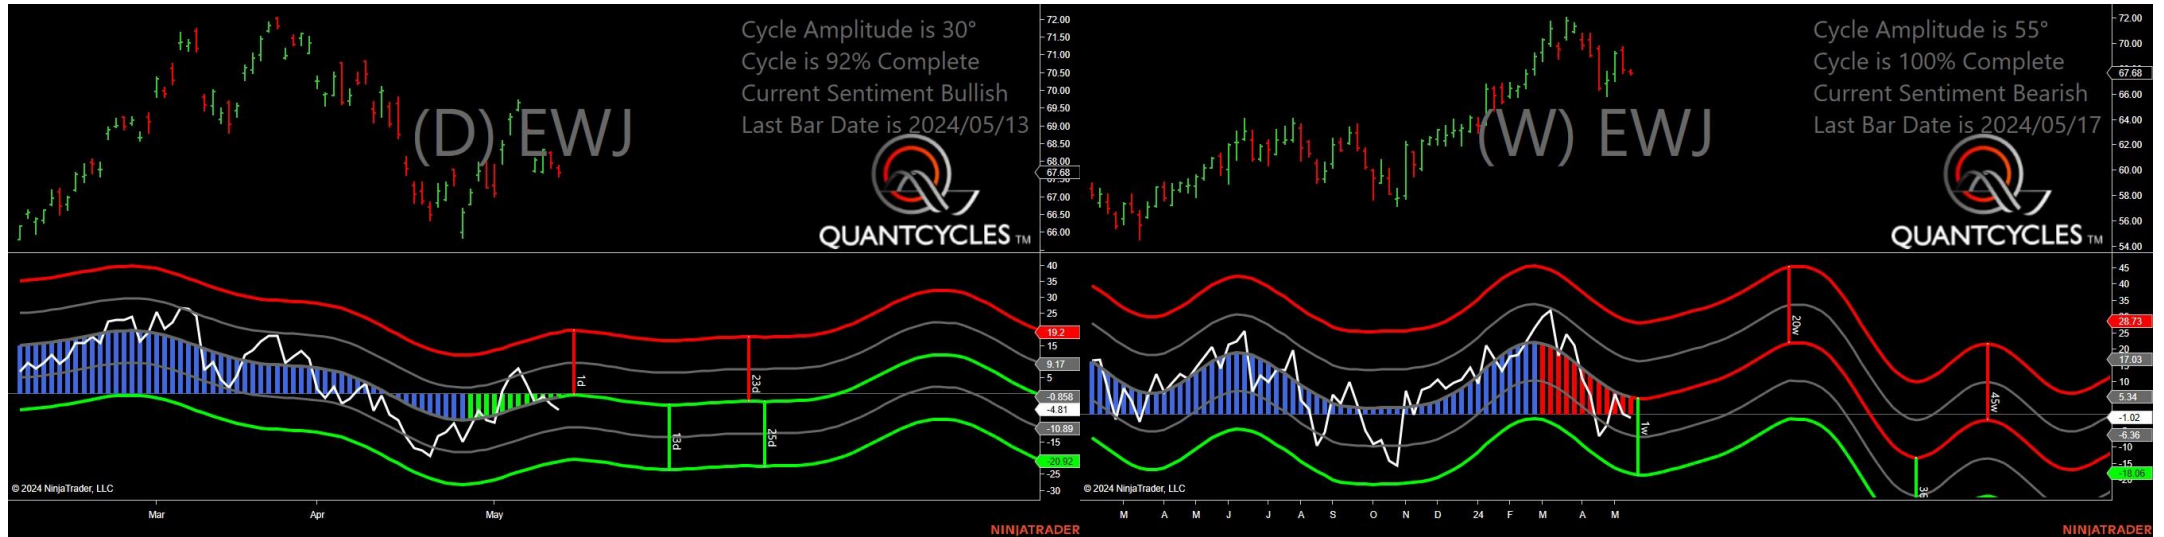 Cycle Amplitude is 30°
Cycle is 92% Complete
Current Sentiment Bullish
Last Bar Date is 2024/05/13
(D) EWJ
QUANTCYCLES TM
72.00
71.50
71.00
70.50
70.00
69.50
69.00
68.50
68.00
67.68
67.00
66.50
66.00
40
35
30
25
19.2
15
9.17
5
-0.858
-4.81
-10.89
-15
-20.92
-25
-30
1d
13d
23d
25d
© 2024 NinjaTrader, LLC
Mar Apr May
NINJATRADER
Cycle Amplitude is 55°
Cycle is 100% Complete
Current Sentiment Bearish
Last Bar Date is 2024/05/17
(W) EWJ
QUANTCYCLES TM
72.00
70.00
67.68
66.00
64.00
62.00
60.00
58.00
56.00
54.00
45
40
35
28.73
25
20
17.03
10
5.34
-1.02
-6.36
-10
-15
-18.06
1w
20w
45w
© 2024 NinjaTrader, LLC
M A M J J A S O N D 24 F M A M
NINJATRADER